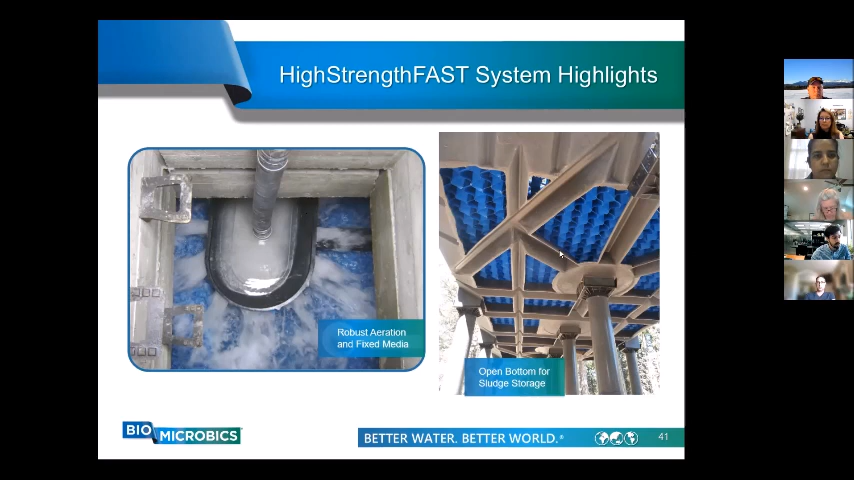 HighStrengthFAST System Highlights
Robust Aeration
and Fixed Media
Open Bottom for
Sludge Storage
BIO MICROBICS
BETTER WATER. BETTER WORLD.®
41